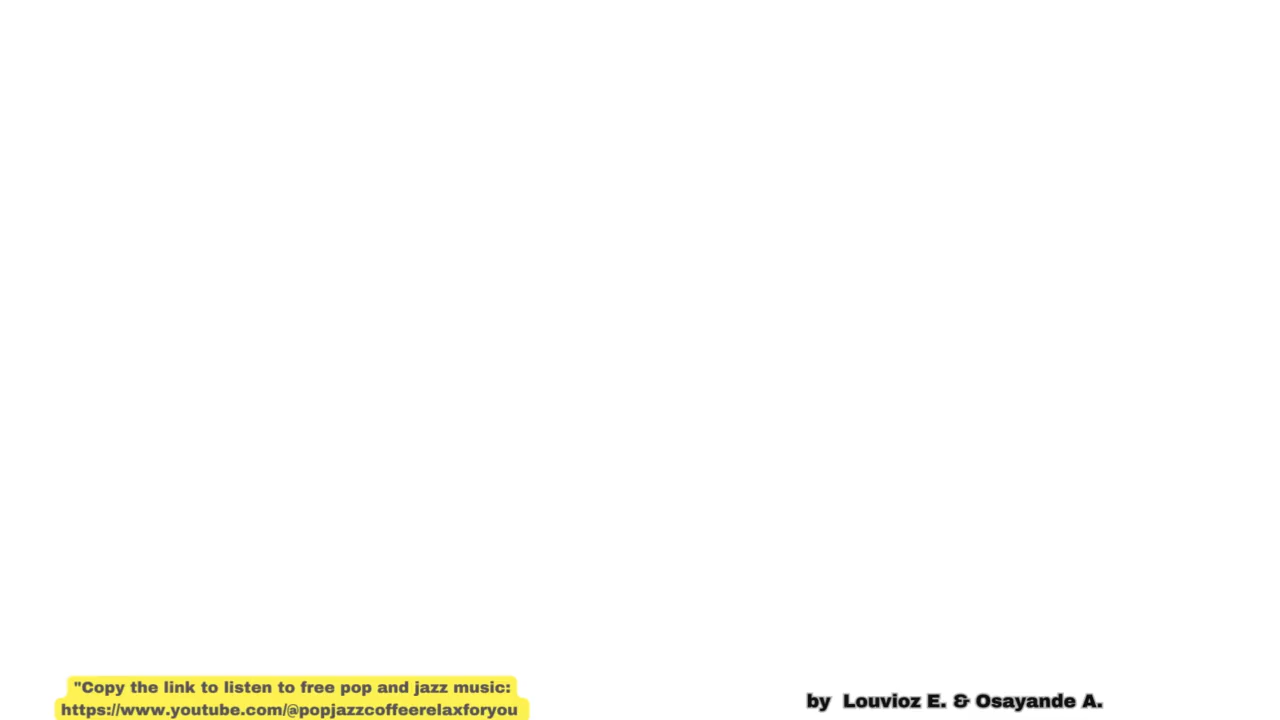 "Copy the link to listen to free pop and jazz music:
https://www.youtube.com/@popjazzcoffeerelaxforyou
by Louvioz E. & Osayande A.